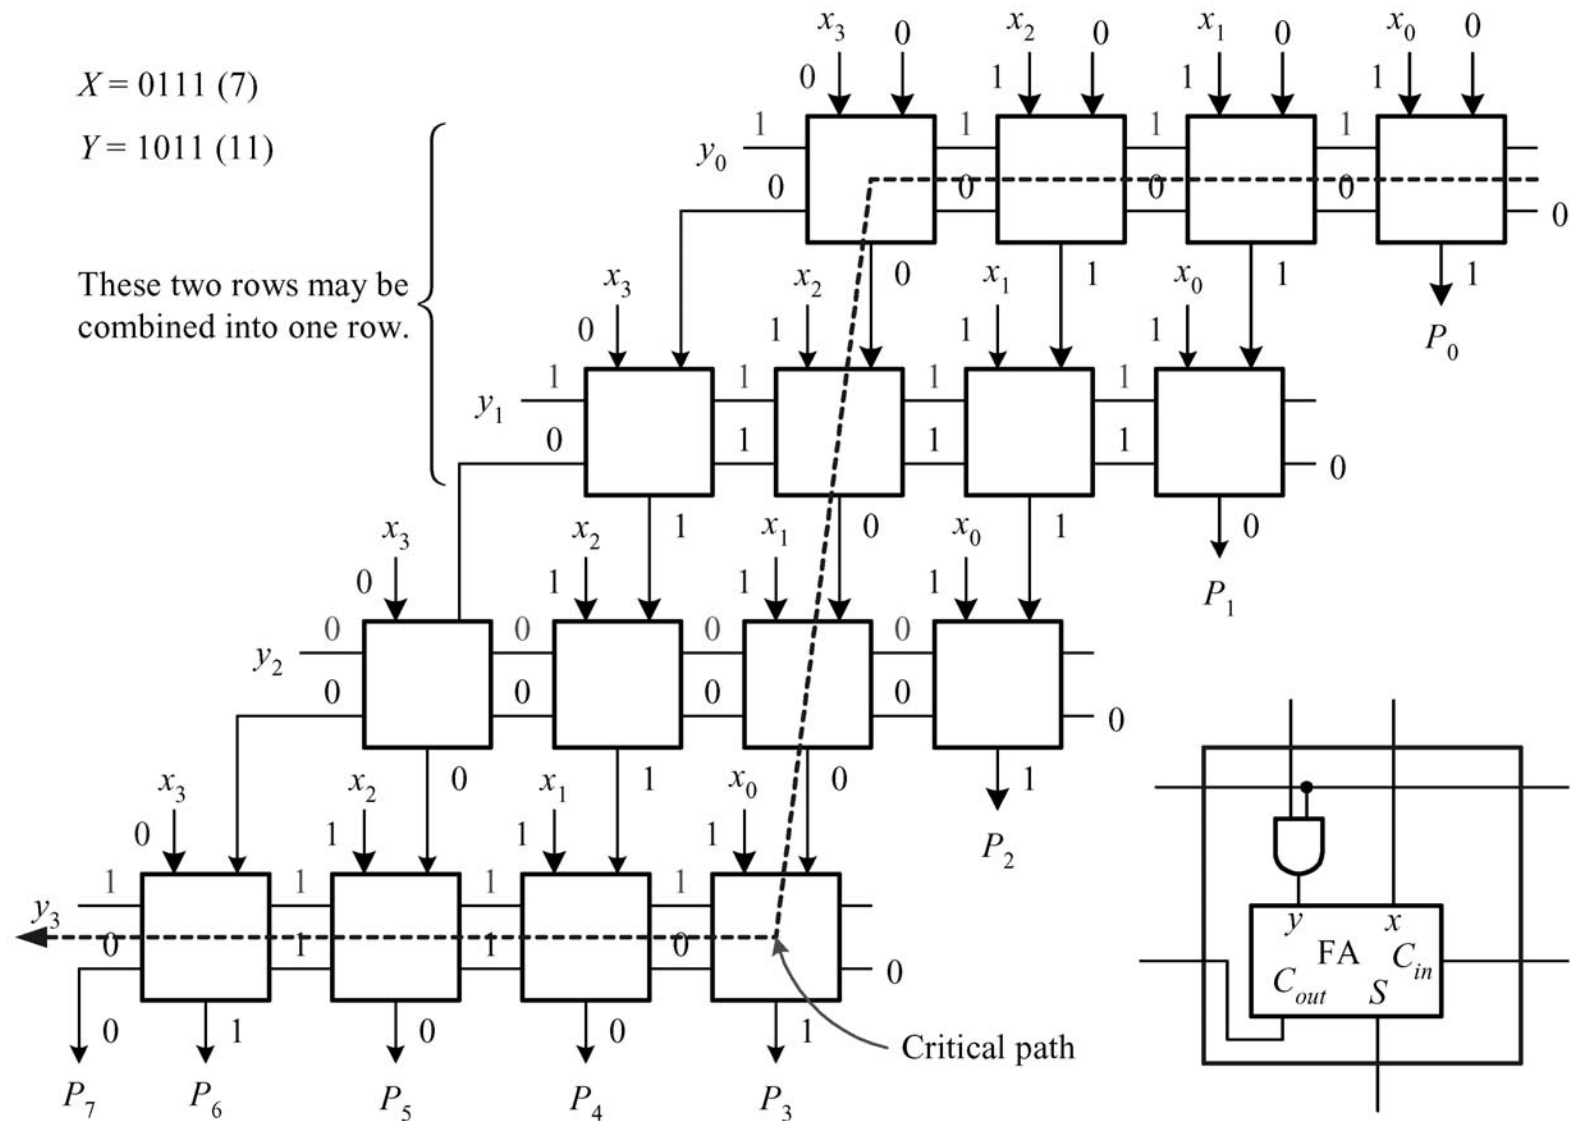 x3 0 x2 0 x1 0 x0 0
X = 0111 (7)
0 1 1 1
Y = 1011 (11)
y0 1 1 1 1
0 0 0 0 0
0 1 1 1
P0
These two rows may be
combined into one row.
x3 x2 x1 x0
0 1 1 1
y1 1 1 1 1
0 1 1 1 0
1 0 1 0
P1
x3 x2 x1 x0
0 1 1 1
y2 0 0 0 0
0 0 0 0 0
0 1 0 1
P2
x3 x2 x1 x0
0 1 1 1
y3 1 1 1 1
0 1 1 0 0
0 1 0 0 1
P7 P6 P5 P4 P3
Critical path
y x
FA Cin
Cout S